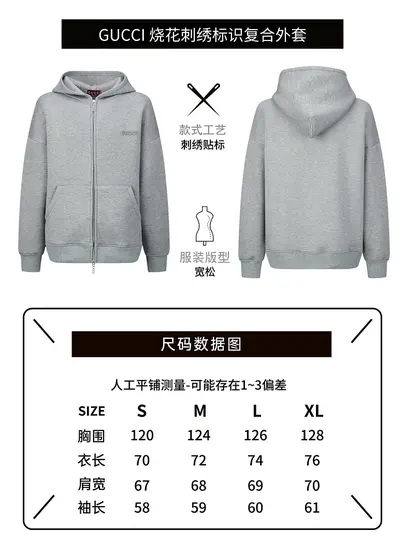 GUCCI 烧花刺绣标识复合外套
款式工艺
刺绣贴标
服装版型
宽松
尺码数据图
人工平铺测量-可能存在1~3偏差
SIZE S M L XL
胸围 120 124 126 128
衣长 70 72 74 76
肩宽 67 68 69 70
袖长 58 59 60 61